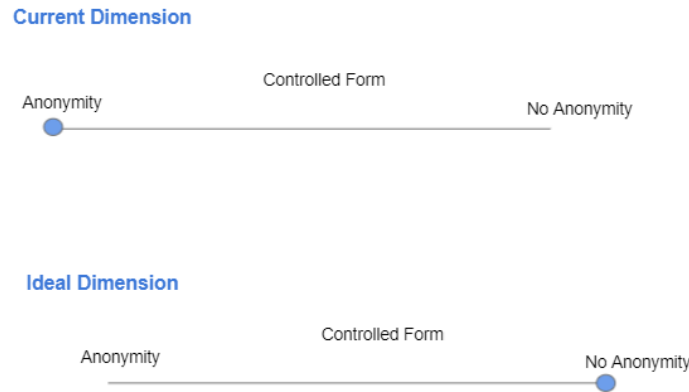 Current Dimension
Controlled Form
Anonymity
No Anonymity
Ideal Dimension
Controlled Form
Anonymity
No Anonymity